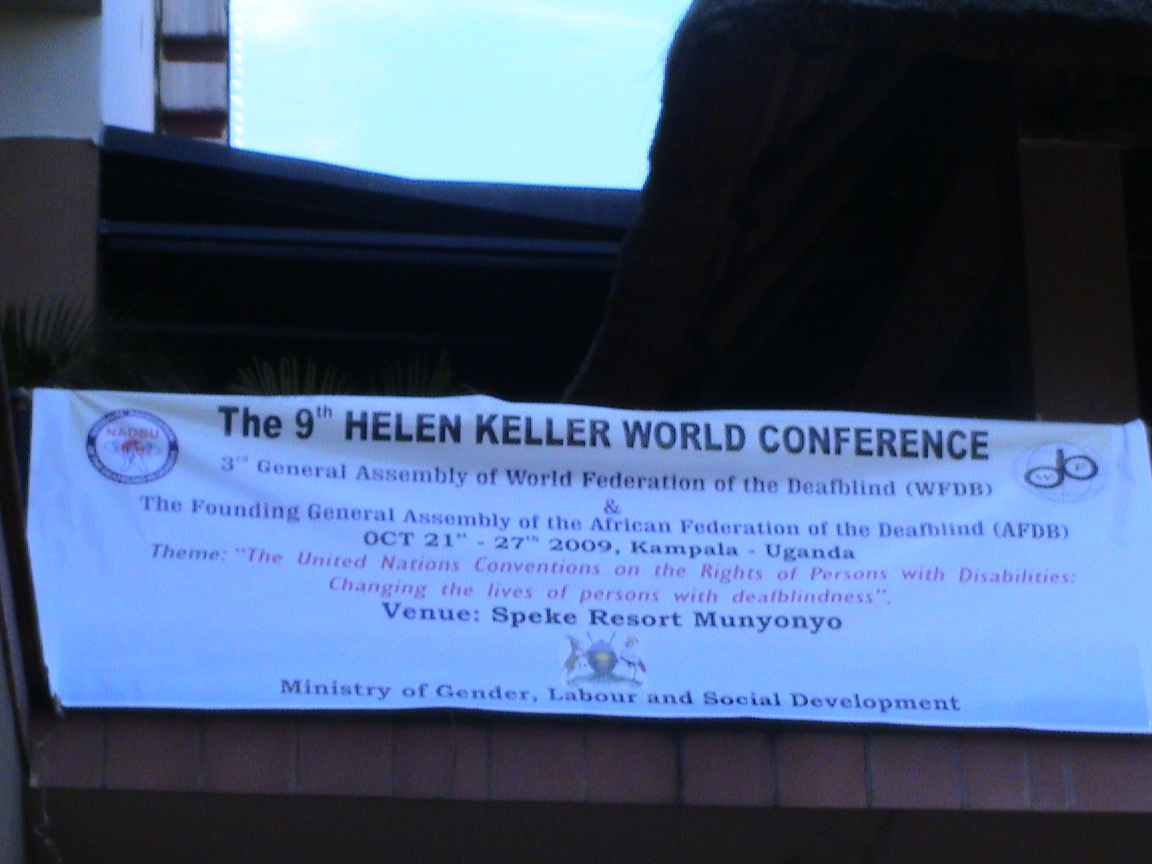 The 9th HELEN KELLER WORLD CONFERENCE
3rd General Assembly of World Federation of the Deafblind (WFDB)
&
The Founding General Assembly of the African Federation of the Deafblind (AFDB)
OCT 21st - 27th 2009, Kampala - Uganda
Theme: "The United Nations Conventions on the Rights of Persons with Disabilities:
Changing the lives of persons with deafblindness".
Venue: Speke Resort Munyonyo
Ministry of Gender, Labour and Social Development
NADBU